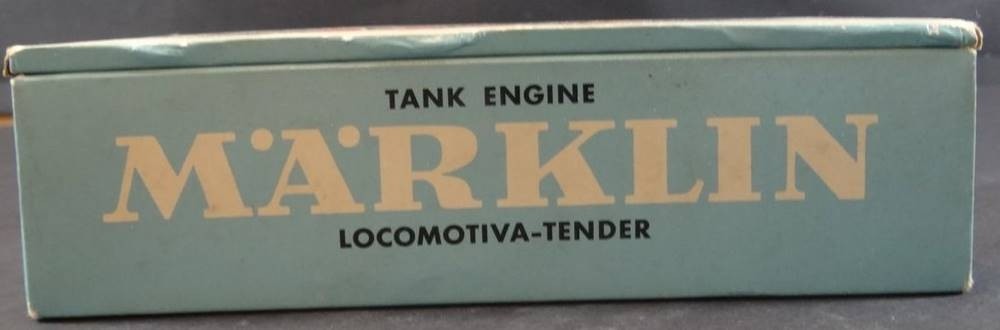 TANK ENGINE
MÄRKLIN
LOCOMOTIVA-TENDER